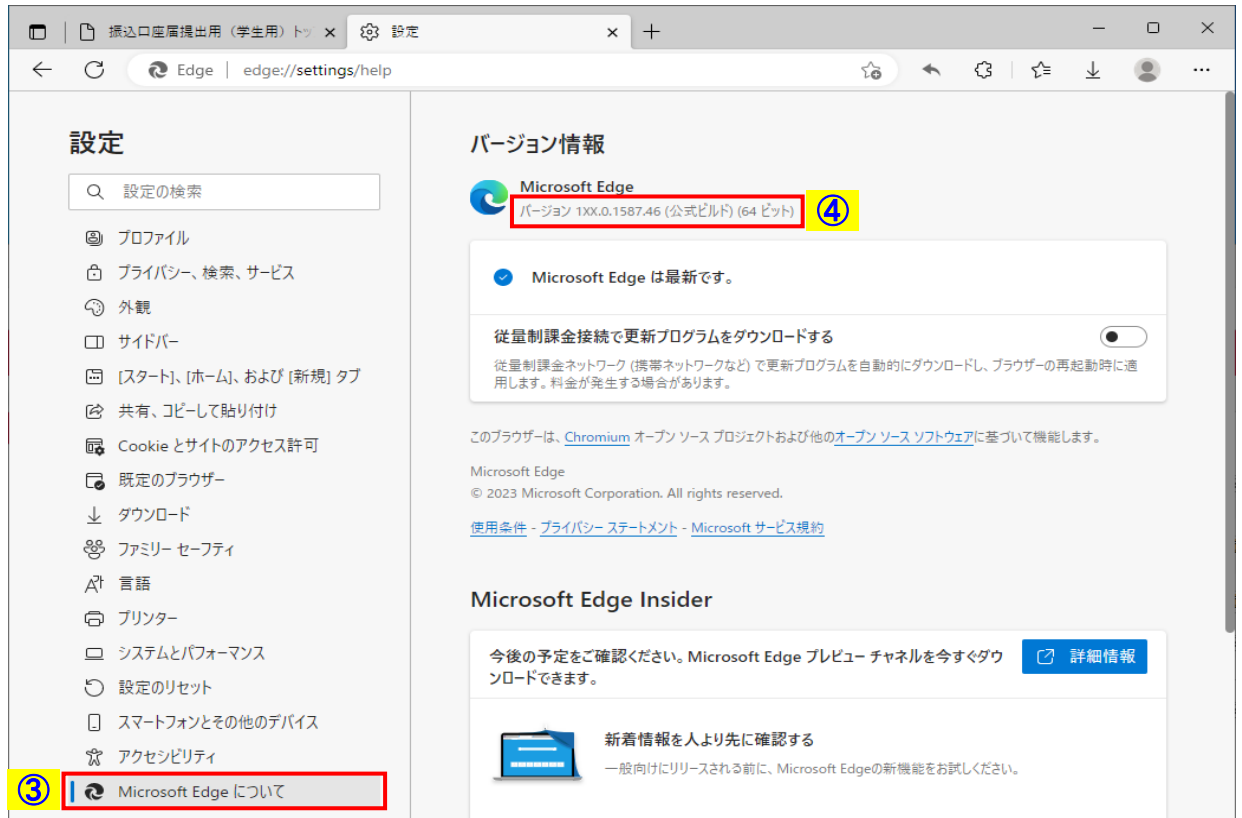 振込口座届提出用（学生用）トッ
設定
Edge | edge://settings/help
設定
設定の検索
プロファイル
プライバシー、検索、サービス
外観
サイドバー
[スタート]、[ホーム]、および [新規] タブ
共有、コピーして貼り付け
Cookie とサイトのアクセス許可
既定のブラウザー
ダウンロード
ファミリー セーフティ
言語
プリンター
システムとパフォーマンス
設定のリセット
スマートフォンとその他のデバイス
アクセシビリティ
③
Microsoft Edge について
バージョン情報
Microsoft Edge
バージョン 1XX.0.1587.46 (公式ビルド) (64 ビット)
④
Microsoft Edge は最新です。
従量制課金接続で更新プログラムをダウンロードする
従量制課金ネットワーク (携帯ネットワークなど) で更新プログラムを自動的にダウンロードし、ブラウザーの再起動時に適
用します。料金が発生する場合があります。
このブラウザーは、Chromium オープン ソース プロジェクトおよび他のオープン ソース ソフトウェアに基づいて機能します。
Microsoft Edge
© 2023 Microsoft Corporation. All rights reserved.
使用条件 - プライバシー ステートメント - Microsoft サービス規約
Microsoft Edge Insider
今後の予定をご確認ください。Microsoft Edge プレビュー チャネルを今すぐダウ
ンロードできます。
詳細情報
新着情報を人より先に確認する
一般向けにリリースされる前に、Microsoft Edgeの新機能をお試しください。